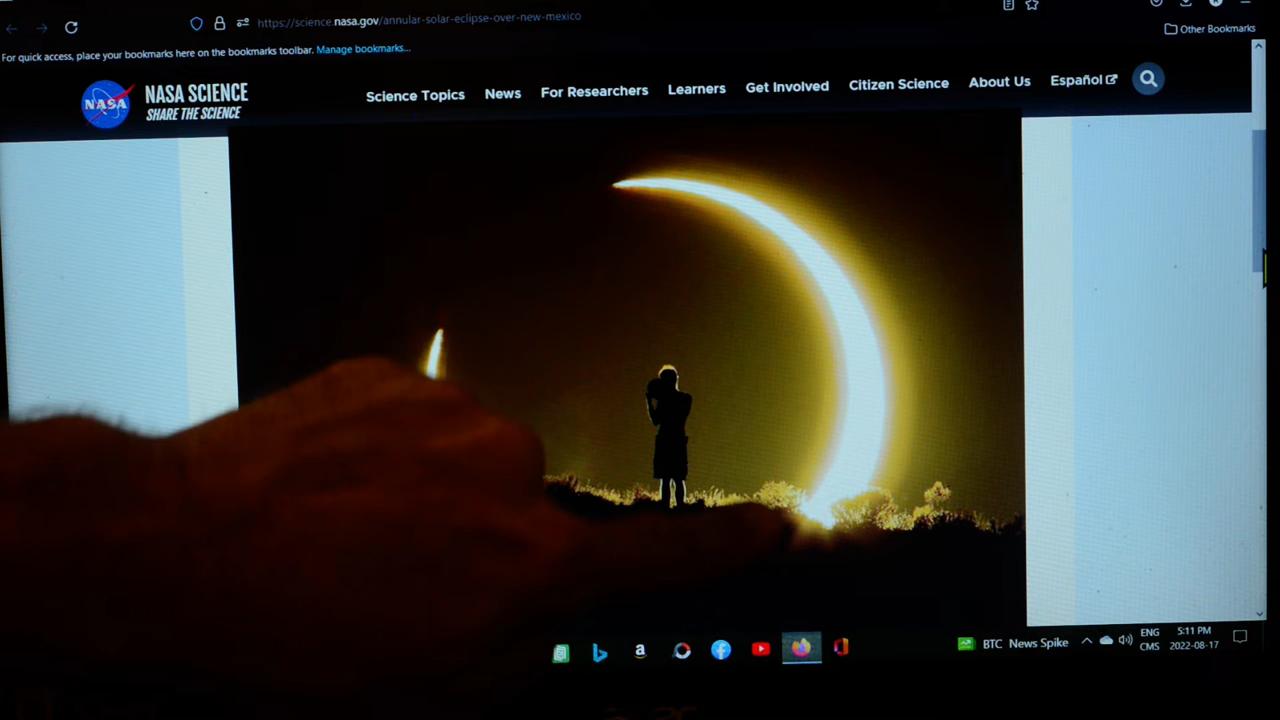 https://science.nasa.gov/annular-solar-eclipse-over-new-mexico
Other Bookmarks
For quick access, place your bookmarks here on the bookmarks toolbar. Manage bookmarks...
NASA
NASA SCIENCE
SHARE THE SCIENCE
Science Topics News For Researchers Learners Get Involved Citizen Science About Us Español
BTC News Spike
ENG
CMS
5:11 PM
2022-08-17